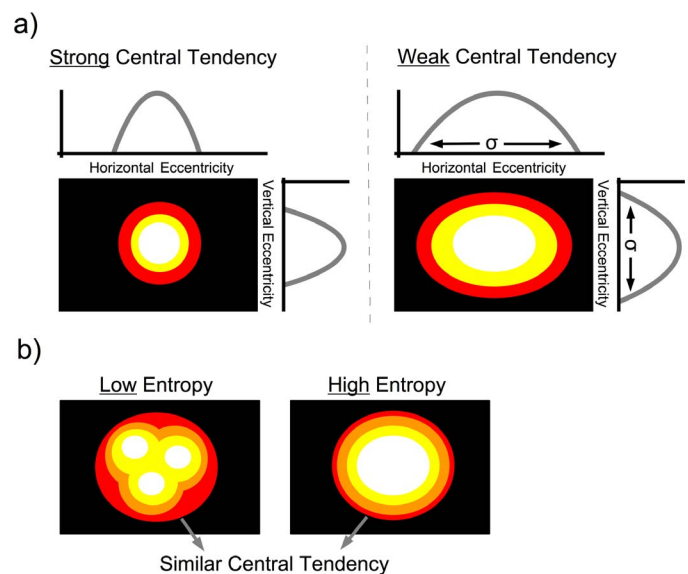 a)
Strong Central Tendency
Weak Central Tendency
σ
Horizontal Eccentricity
Horizontal Eccentricity
Vertical Eccentricity
Vertical Eccentricity
σ
b)
Low Entropy
High Entropy
Similar Central Tendency